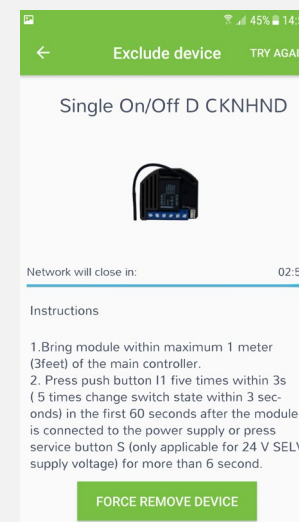 45% 14:5
Exclude device TRY AGAI
Single On/Off D CKNHND
Network will close in: 02:5
Instructions
1.Bring module within maximum 1 meter
(3feet) of the main controller.
2. Press push button I1 five times within 3s
( 5 times change switch state within 3 sec-
onds) in the first 60 seconds after the module
is connected to the power supply or press
service button S (only applicable for 24 V SELV
supply voltage) for more than 6 second.
FORCE REMOVE DEVICE